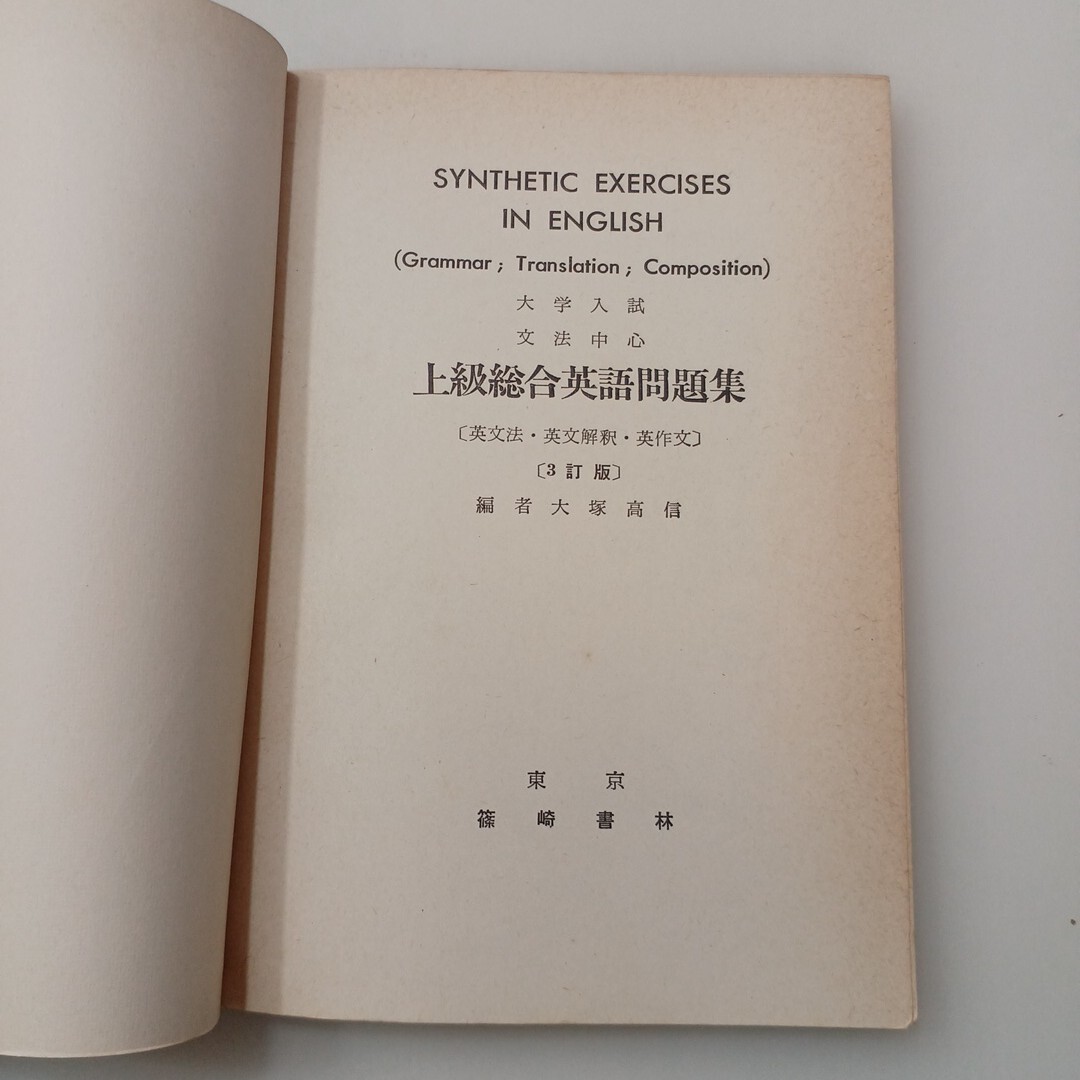 SYNTHETIC EXERCISES
IN ENGLISH
(Grammar ; Translation ; Composition)
大学入試
文法中心
上級総合英語問題集
〔英文法・英文解釈・英作文〕
〔3訂版〕
編者大塚高信
東京
篠崎書林